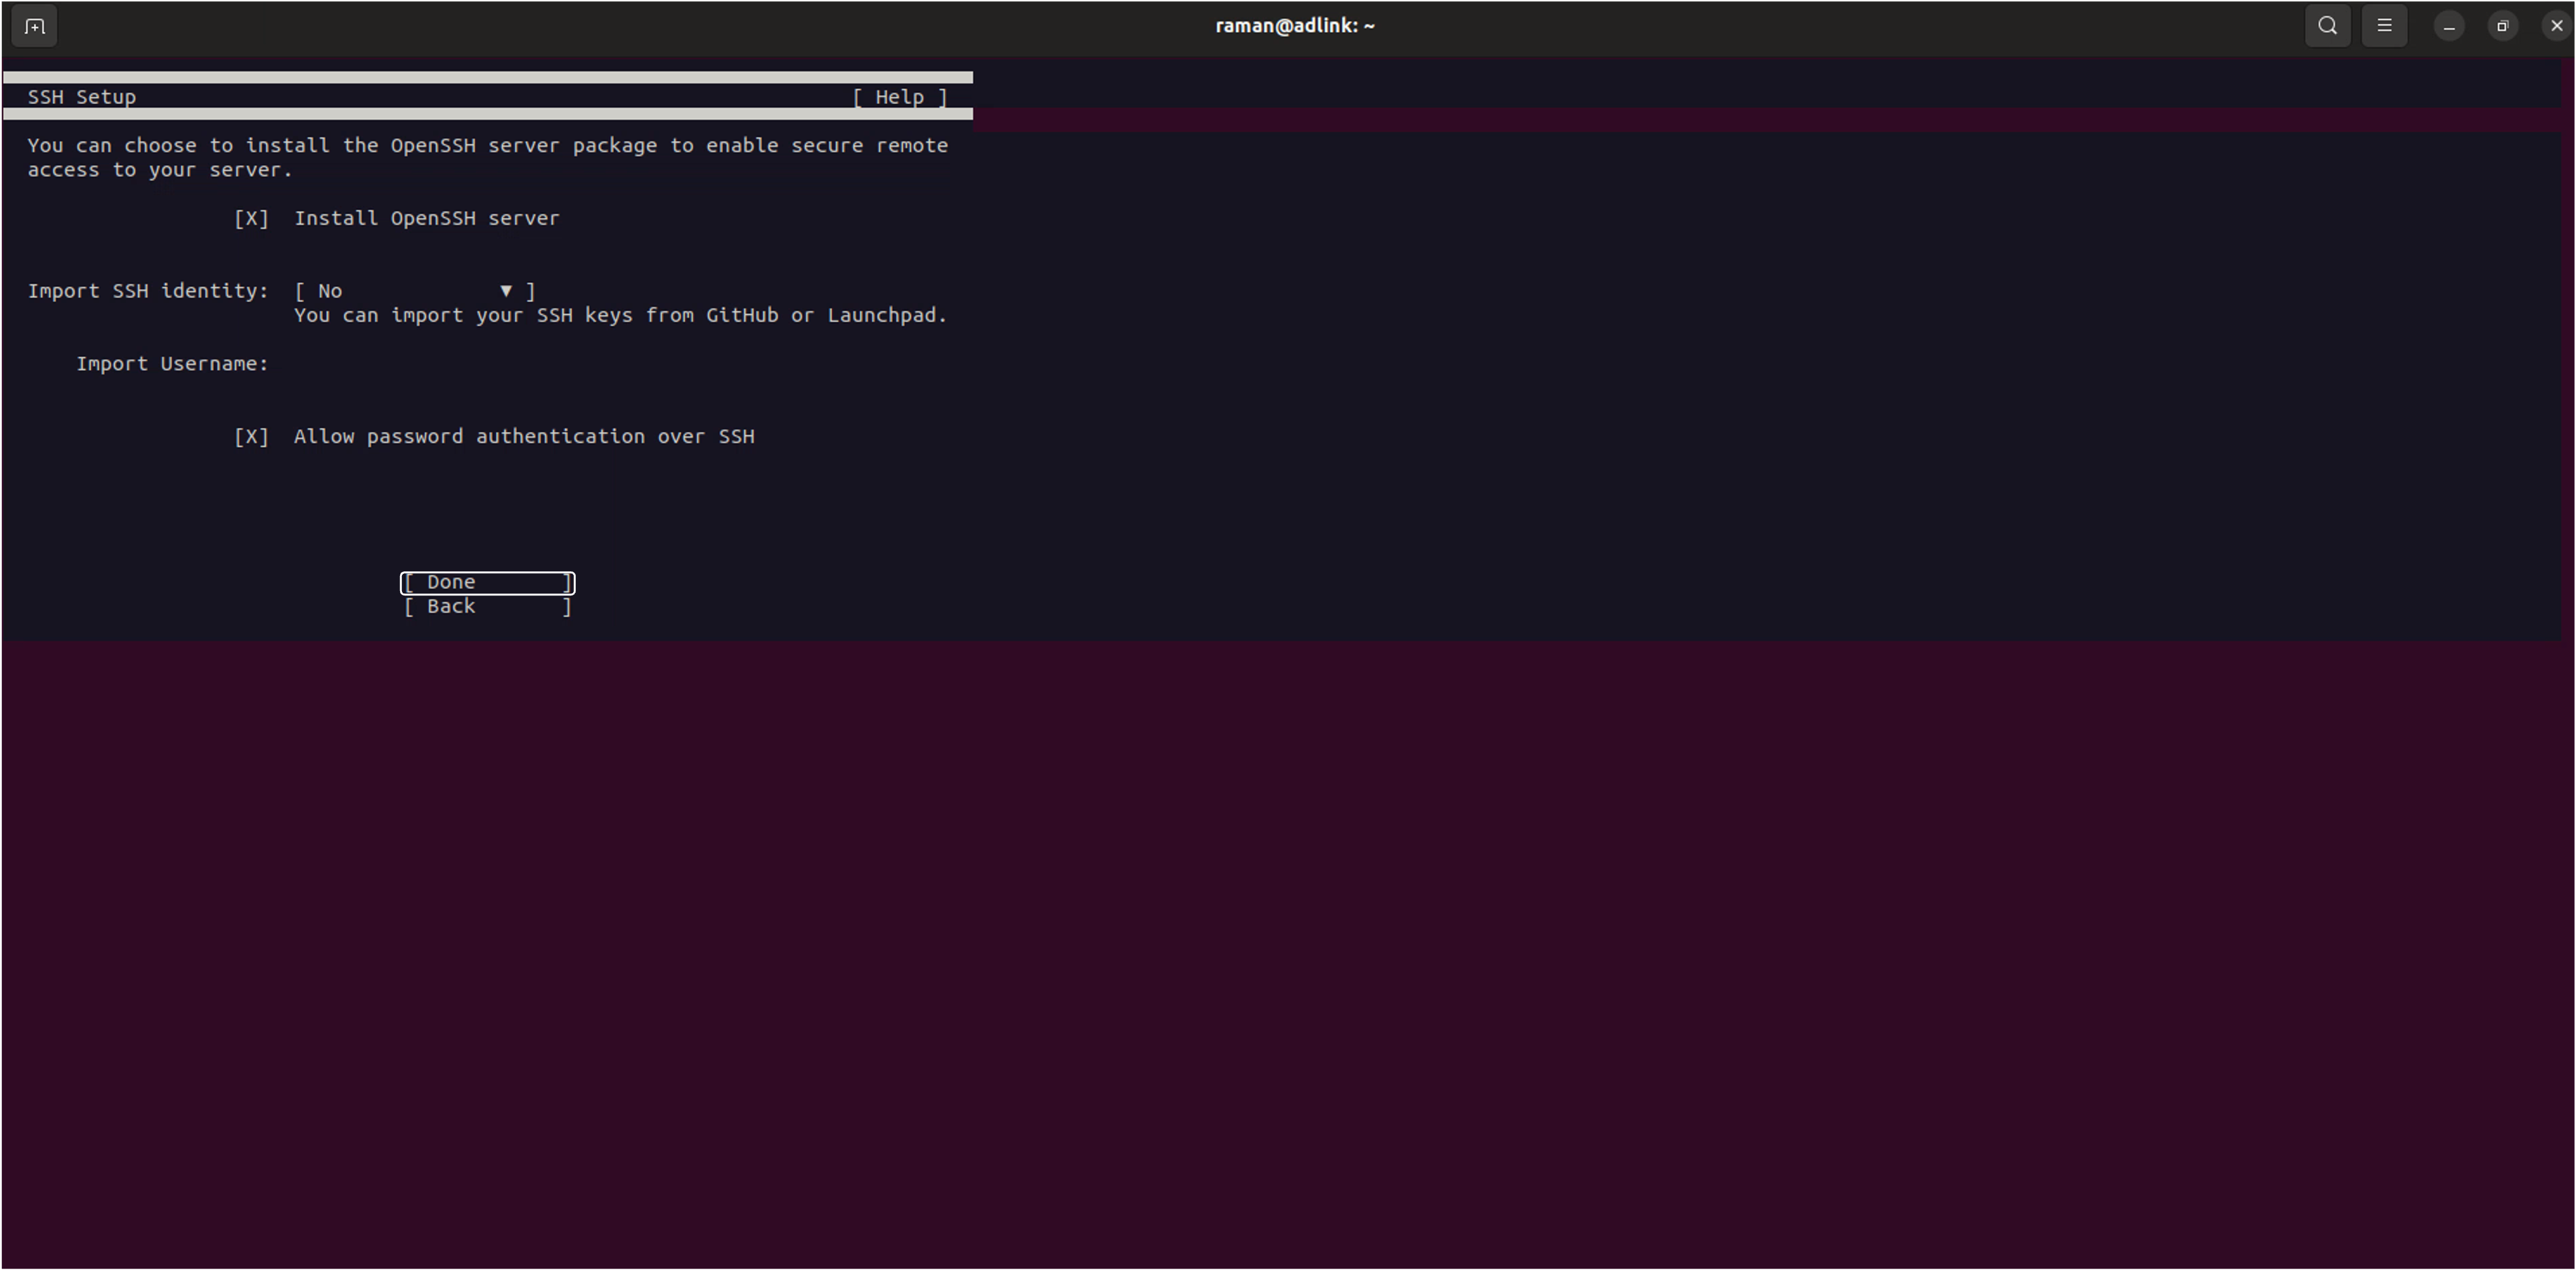 raman@adlink: ~
SSH Setup [ Help ]
You can choose to install the OpenSSH server package to enable secure remote
access to your server.
[X] Install OpenSSH server
Import SSH identity: [ No ▼ ]
You can import your SSH keys from GitHub or Launchpad.
Import Username:
[X] Allow password authentication over SSH
[ Done ]
[ Back ]